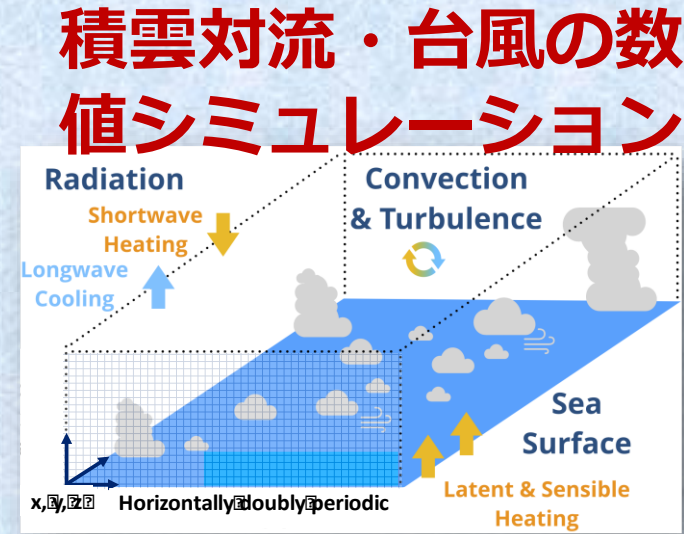 積雲対流・台風の数
値シミュレーション
Radiation
Shortwave
Heating
Longwave
Cooling
Convection
& Turbulence
Sea
Surface
Latent & Sensible
Heating
x, y, z
Horizontally doubly periodic